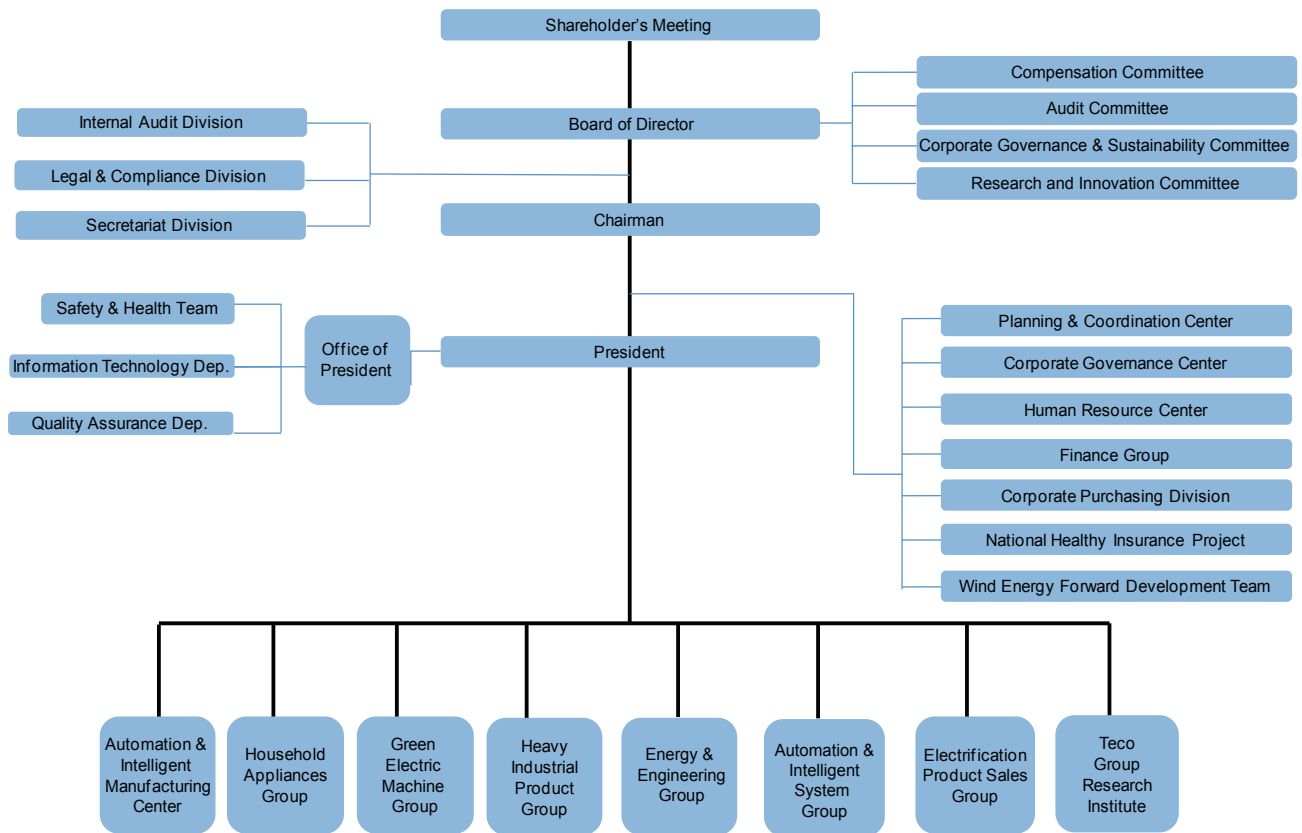 Shareholder's Meeting
Compensation Committee
Internal Audit Division
Board of Director
Audit Committee
Corporate Governance & Sustainability Committee
Legal & Compliance Division
Research and Innovation Committee
Secretariat Division
Chairman
Safety & Health Team
Information Technology Dep.
Quality Assurance Dep.
Office of
President
President
Planning & Coordination Center
Corporate Governance Center
Human Resource Center
Finance Group
Corporate Purchasing Division
National Healthy Insurance Project
Wind Energy Forward Development Team
Automation &
Intelligent
Manufacturing
Center
Household
Appliances
Group
Green
Electric
Machine
Group
Heavy
Industrial
Product
Group
Energy &
Engineering
Group
Automation &
Intelligent
System
Group
Electrification
Product Sales
Group
Teco
Group
Research
Institute